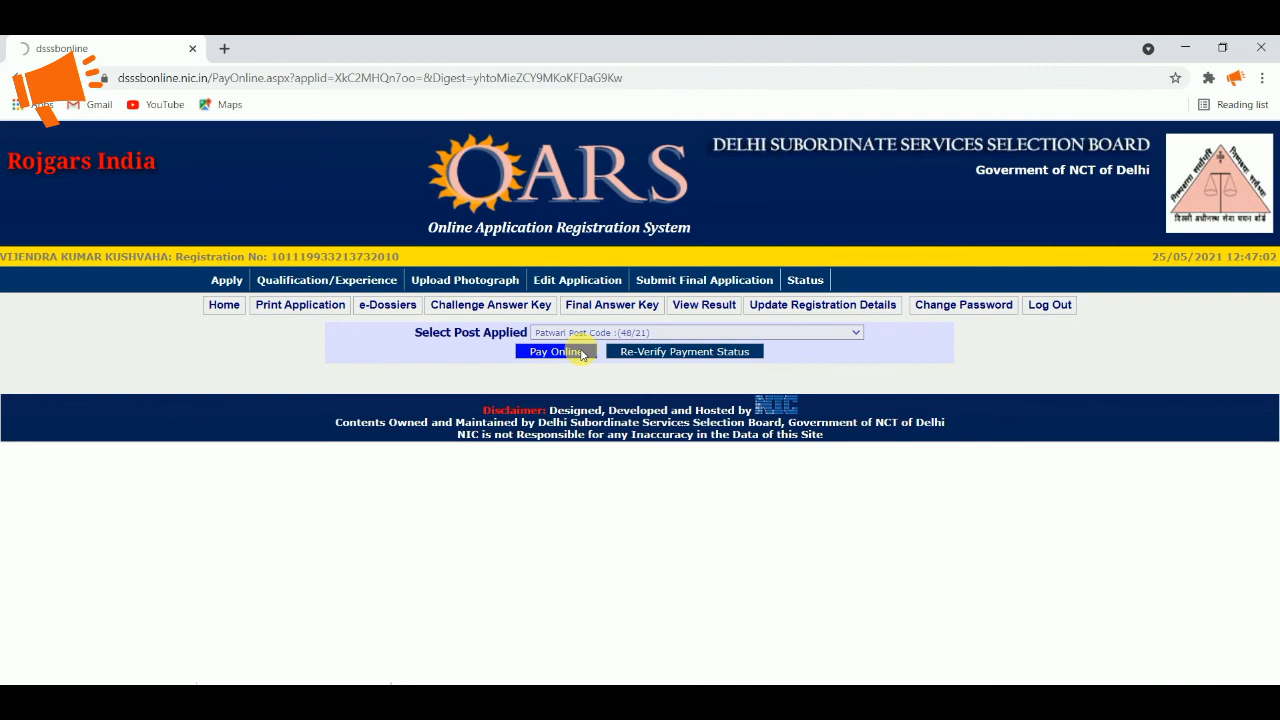 dsssbonline
dsssbonline.nic.in/PayOnline.aspx?applid=XkC2MHQn7oo=&Digest=yhtoMieZCY9MKoKFDaG9Kw
Apps Gmail YouTube Maps Reading list
Rojgars India
OARS
Online Application Registration System
DELHI SUBORDINATE SERVICES SELECTION BOARD
Goverment of NCT of Delhi
दिल्ली अधीनस्थ सेवा चयन बोर्ड
VIJENDRA KUMAR KUSHVAHA: Registration No: 101119933213732010 25/05/2021 12:47:02
Apply Qualification/Experience Upload Photograph Edit Application Submit Final Application Status
Home Print Application e-Dossiers Challenge Answer Key Final Answer Key View Result Update Registration Details Change Password Log Out
Select Post Applied Patwari Post Code :(48/21)
Pay Online Re-Verify Payment Status
Disclaimer: Designed, Developed and Hosted by NIC
Contents Owned and Maintained by Delhi Subordinate Services Selection Board, Government of NCT of Delhi
NIC is not Responsible for any Inaccuracy in the Data of this Site